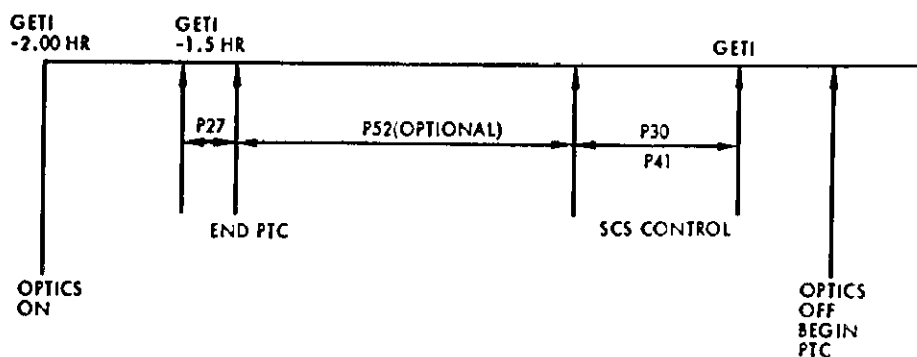 GETI
-2.00 HR
GETI
-1.5 HR
GETI
P27
P52(OPTIONAL)
P30
P41
END PTC
SCS CONTROL
OPTICS
ON
OPTICS
OFF
BEGIN
PTC